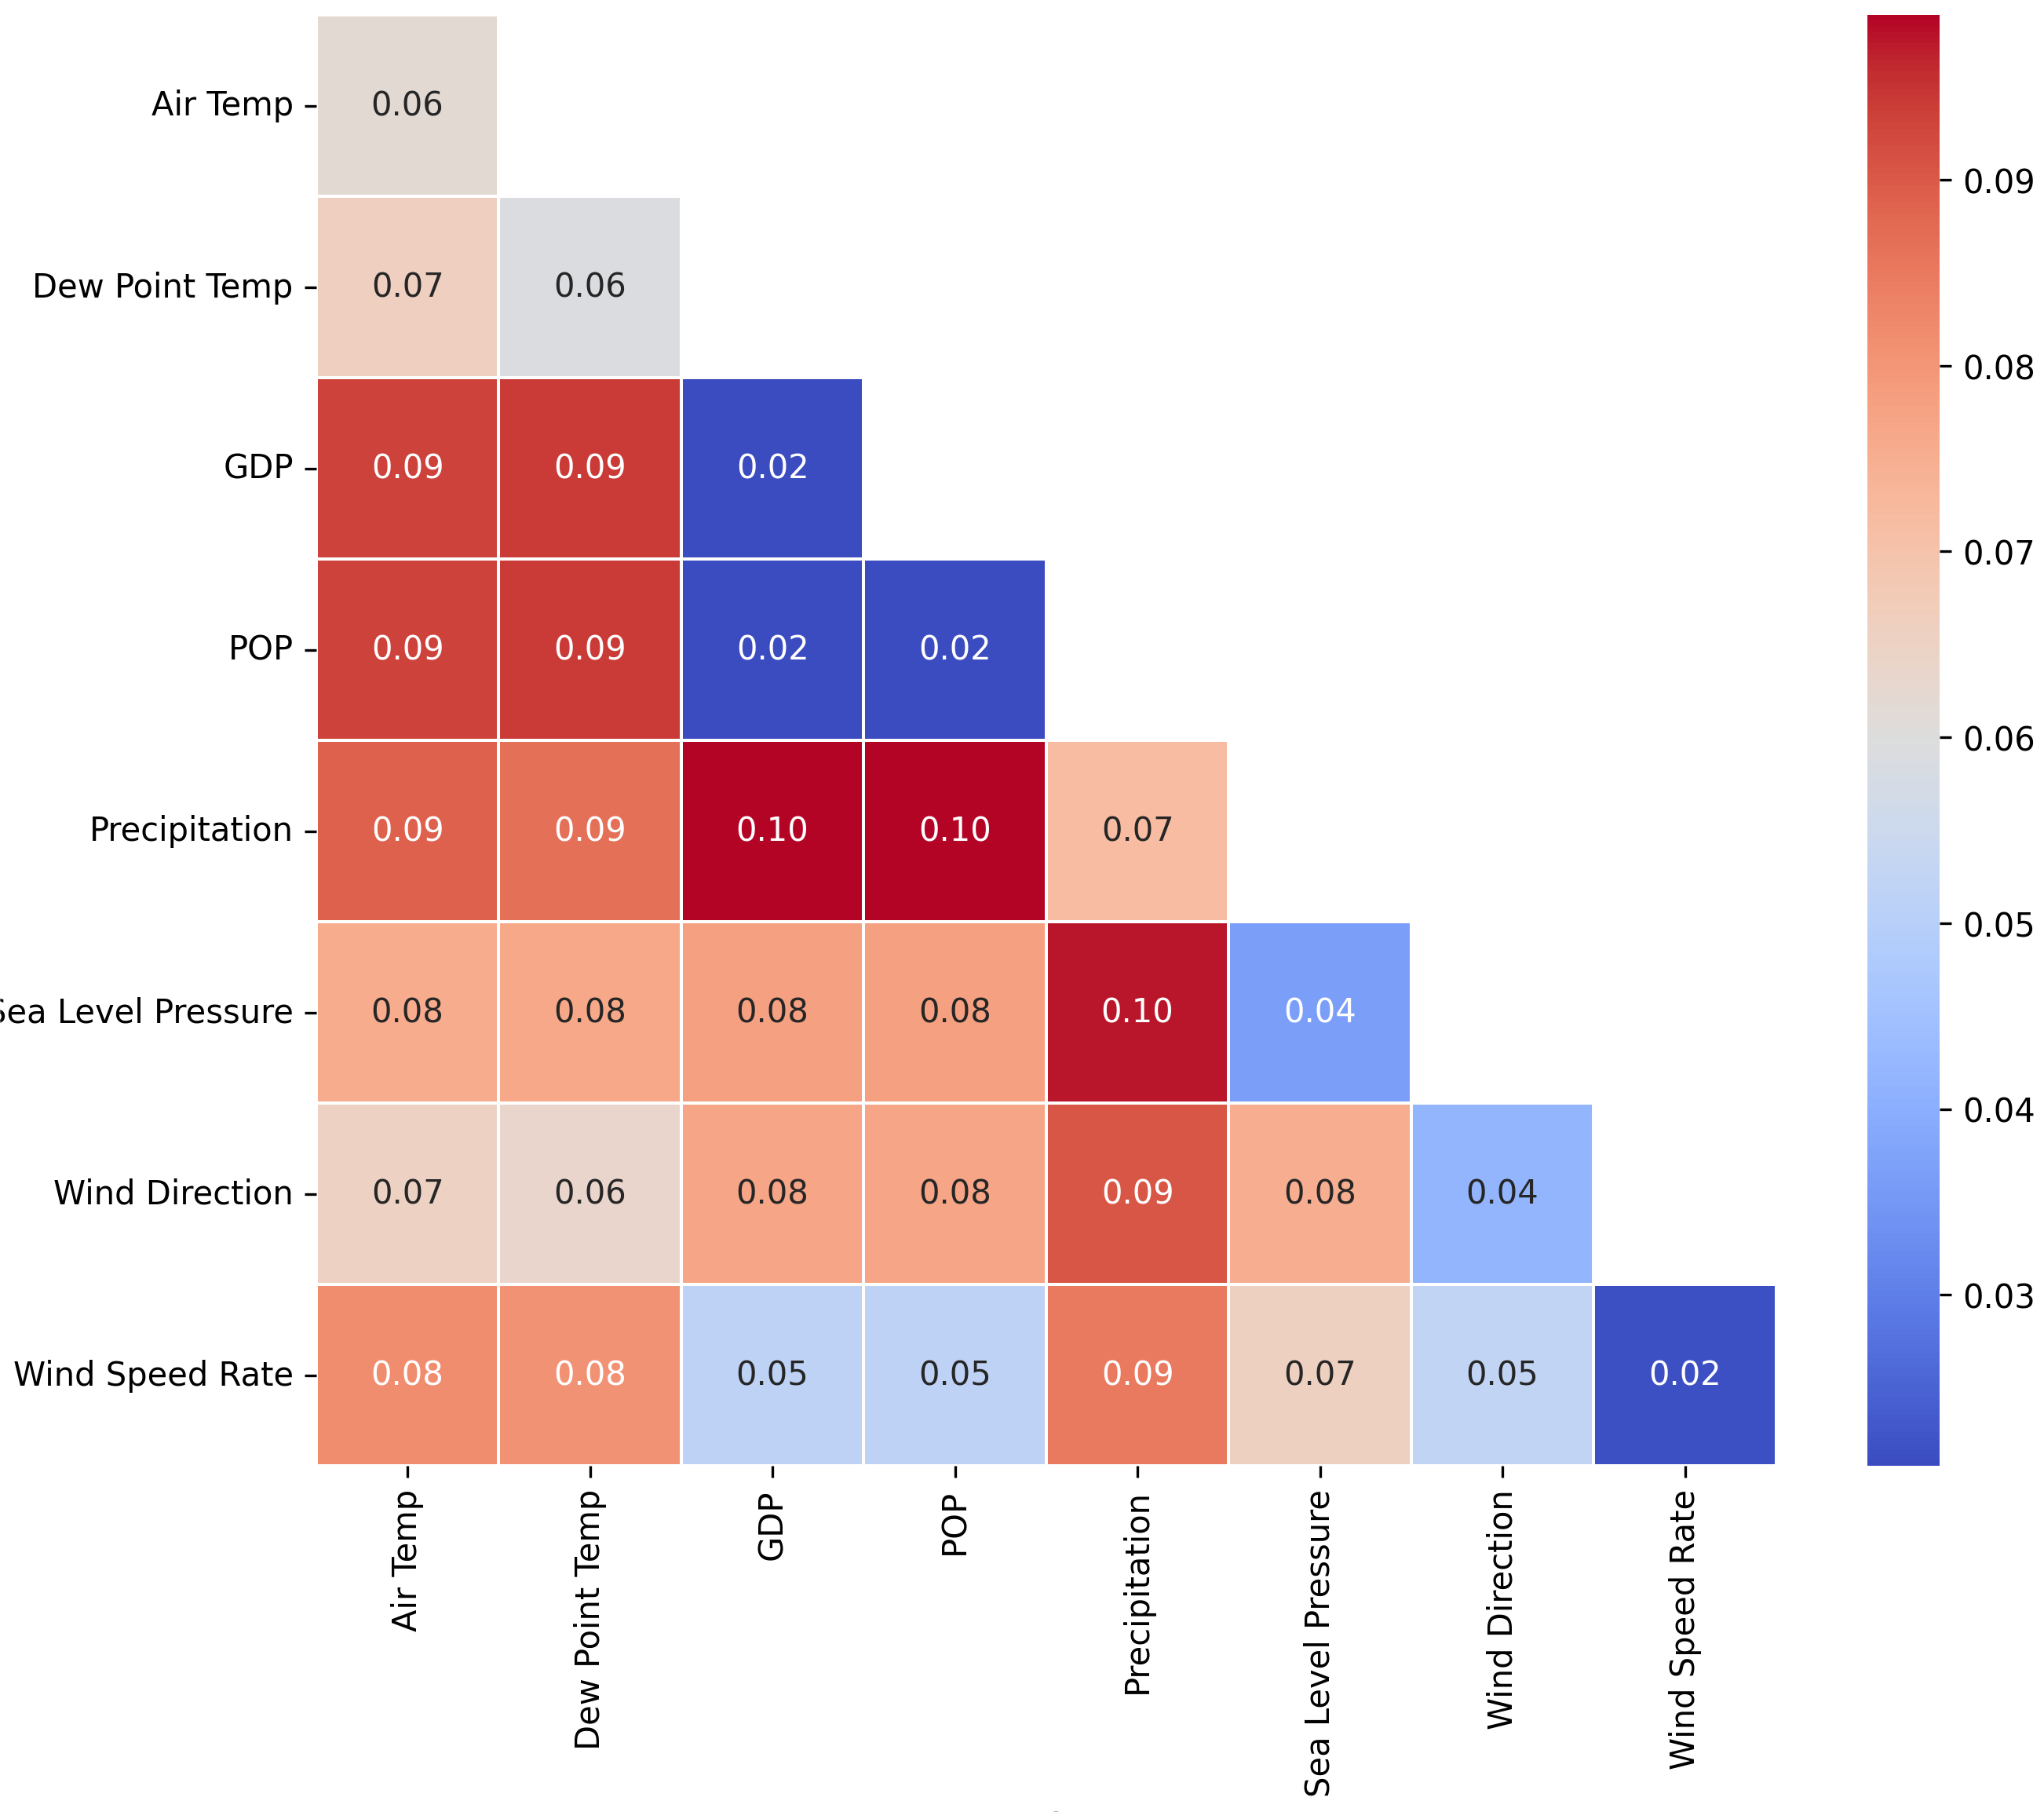 Air Temp 0.06
Dew Point Temp 0.07 0.06
GDP 0.09 0.09 0.02
POP 0.09 0.09 0.02 0.02
Precipitation 0.09 0.09 0.10 0.10 0.07
Sea Level Pressure 0.08 0.08 0.08 0.08 0.10 0.04
Wind Direction 0.07 0.06 0.08 0.08 0.09 0.08 0.04
Wind Speed Rate 0.08 0.08 0.05 0.05 0.09 0.07 0.05 0.02
Air Temp
Dew Point Temp
GDP
POP
Precipitation
Sea Level Pressure
Wind Direction
Wind Speed Rate
0.09
0.08
0.07
0.06
0.05
0.04
0.03